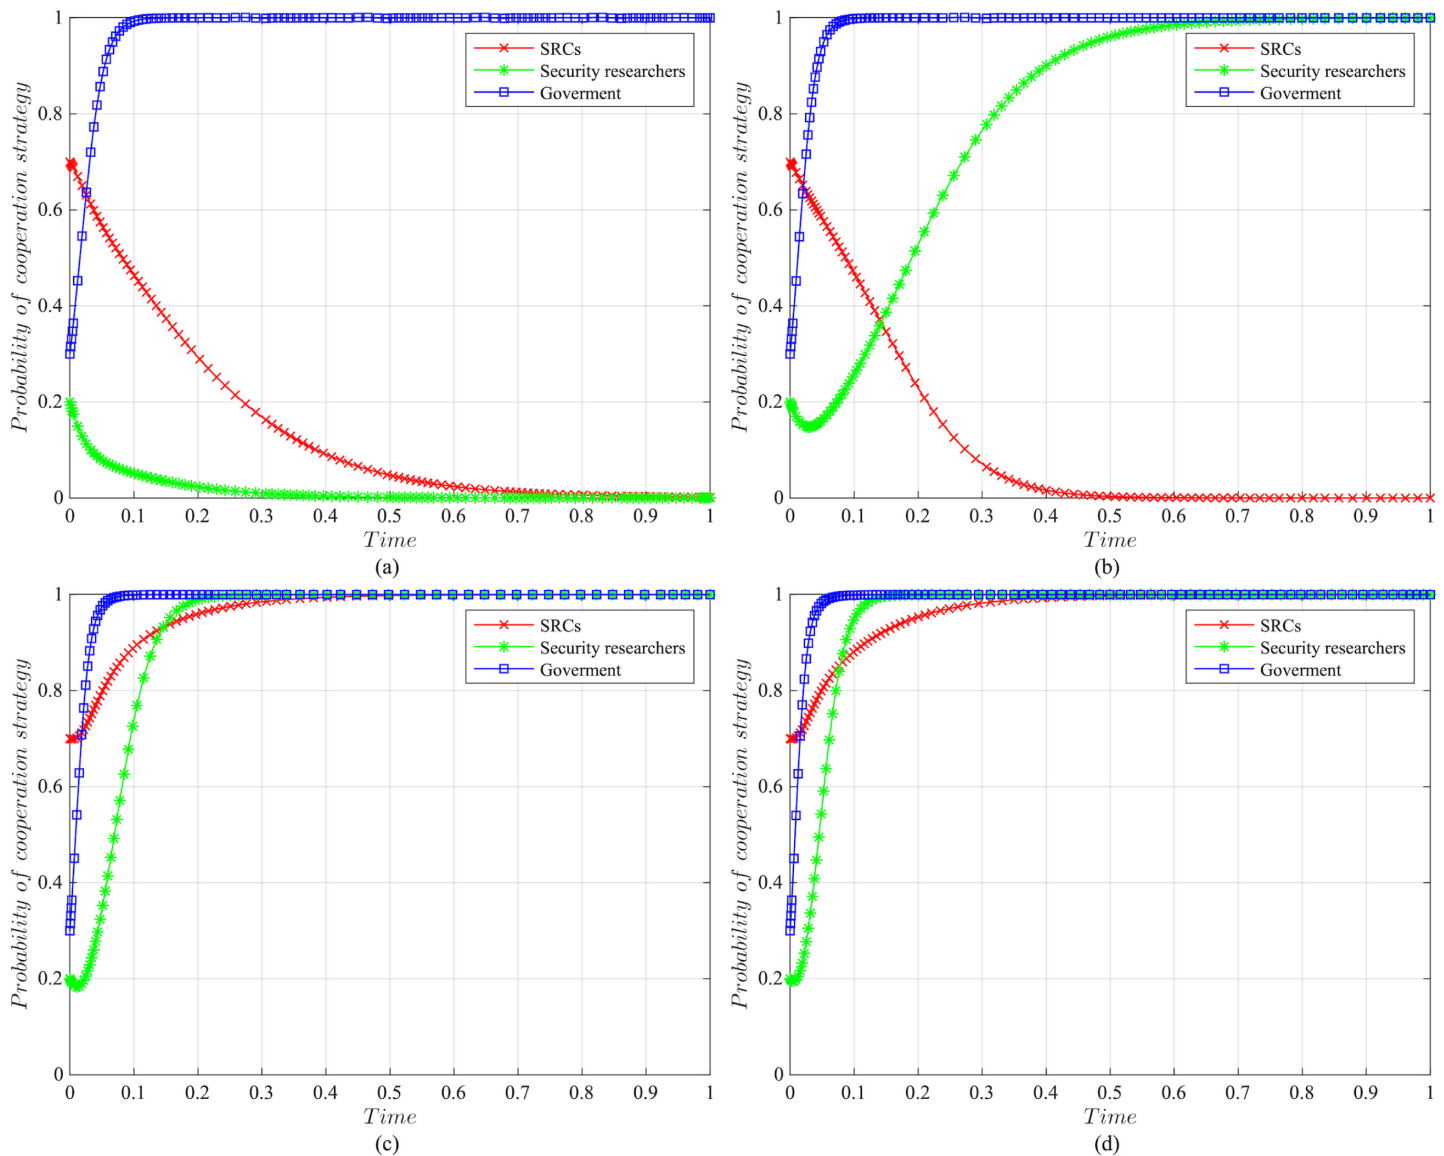 1
0.8
0.6
0.4
0.2
0
0 0.1 0.2 0.3 0.4 0.5 0.6 0.7 0.8 0.9 1
Probability of cooperation strategy
Time
SRCs
Security researchers
Goverment
(a)
1
0.8
0.6
0.4
0.2
0
0 0.1 0.2 0.3 0.4 0.5 0.6 0.7 0.8 0.9 1
Probability of cooperation strategy
Time
SRCs
Security researchers
Goverment
(b)
1
0.8
0.6
0.4
0.2
0
0 0.1 0.2 0.3 0.4 0.5 0.6 0.7 0.8 0.9 1
Probability of cooperation strategy
Time
SRCs
Security researchers
Goverment
(c)
1
0.8
0.6
0.4
0.2
0
0 0.1 0.2 0.3 0.4 0.5 0.6 0.7 0.8 0.9 1
Probability of cooperation strategy
Time
SRCs
Security researchers
Goverment
(d)